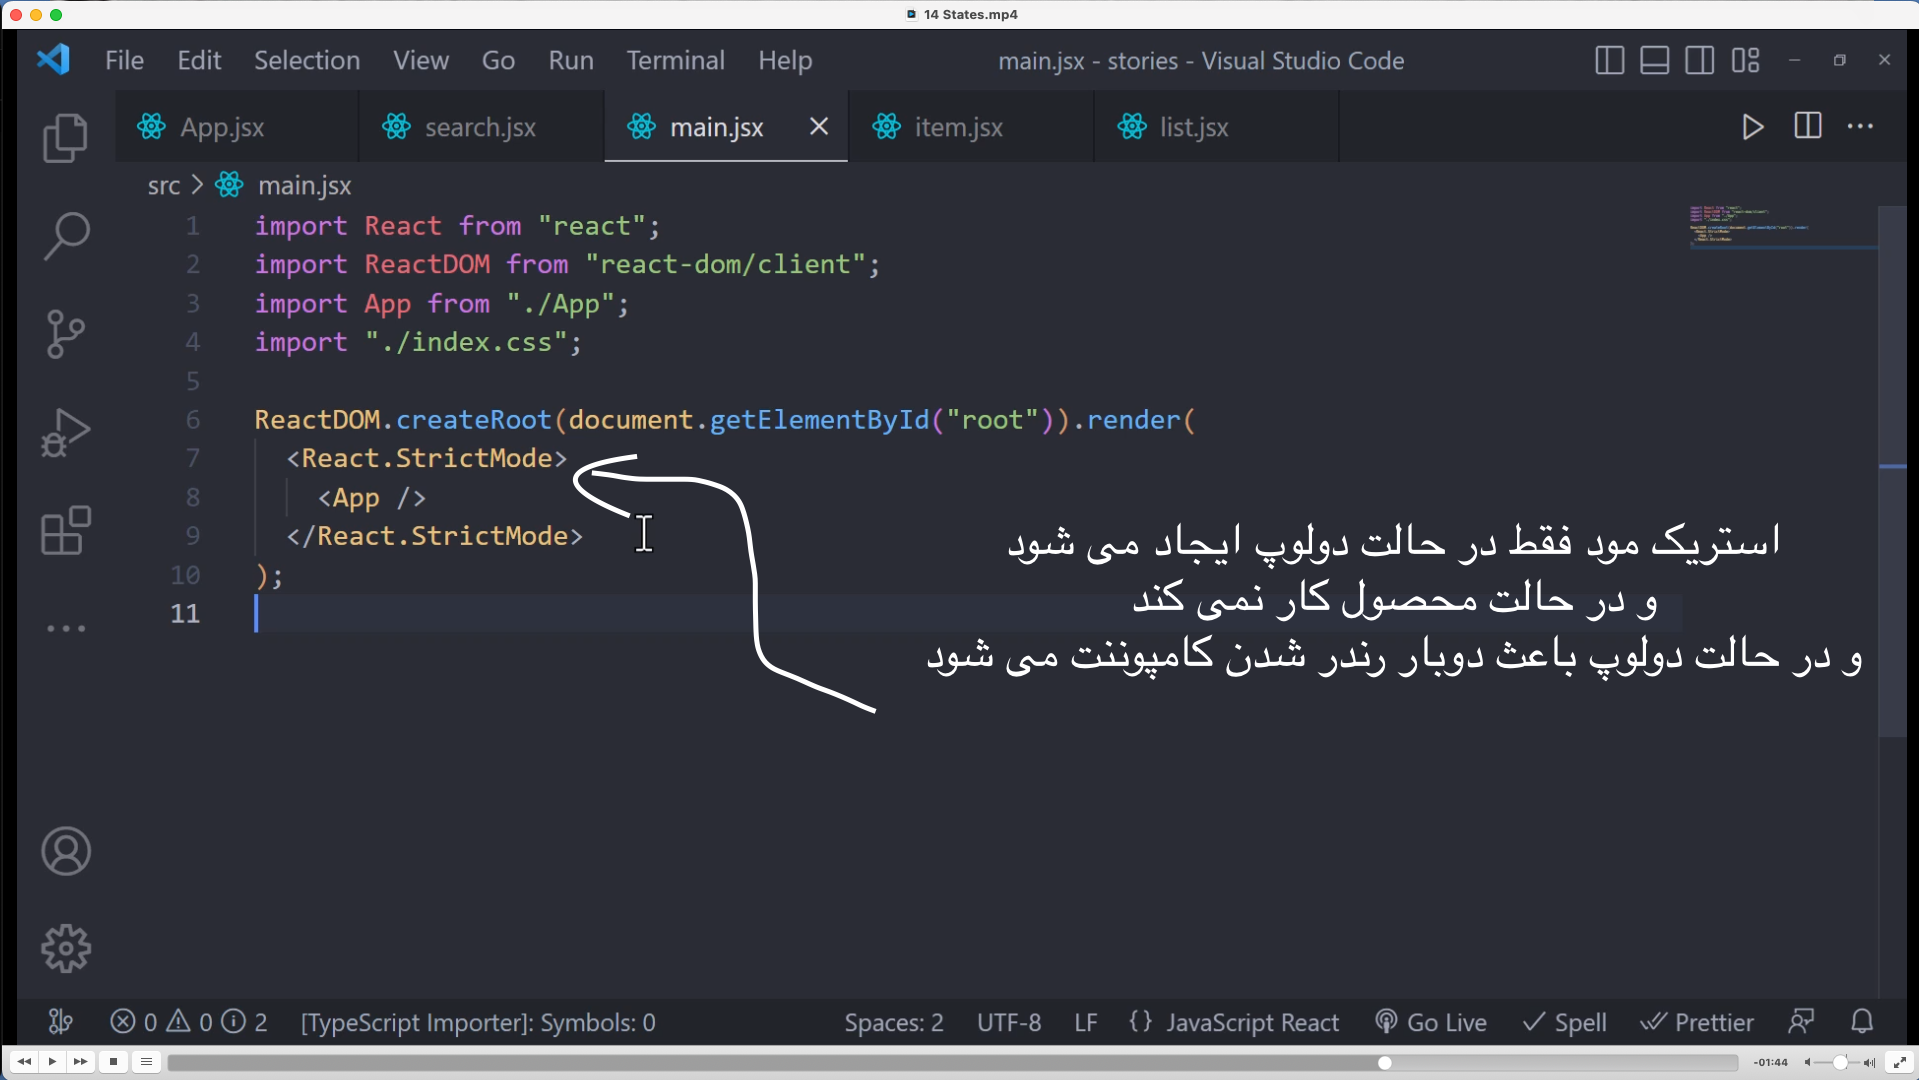 14 States.mp4
File Edit Selection View Go Run Terminal Help
main.jsx - stories - Visual Studio Code
App.jsx search.jsx main.jsx item.jsx list.jsx
src > main.jsx
1 import React from "react";
2 import ReactDOM from "react-dom/client";
3 import App from "./App";
4 import "./index.css";
5
6 ReactDOM.createRoot(document.getElementById("root")).render(
7 <React.StrictMode>
8 <App />
9 </React.StrictMode>
10 );
11
استریک مود فقط در حالت دولوپ ایجاد می شود
و در حالت محصول کار نمی کند
و در حالت دولوپ باعث دوبار رندر شدن کامپوننت می شود
0 0 2 [TypeScript Importer]: Symbols: 0 Spaces: 2 UTF-8 LF {} JavaScript React Go Live Spell Prettier
-01:44